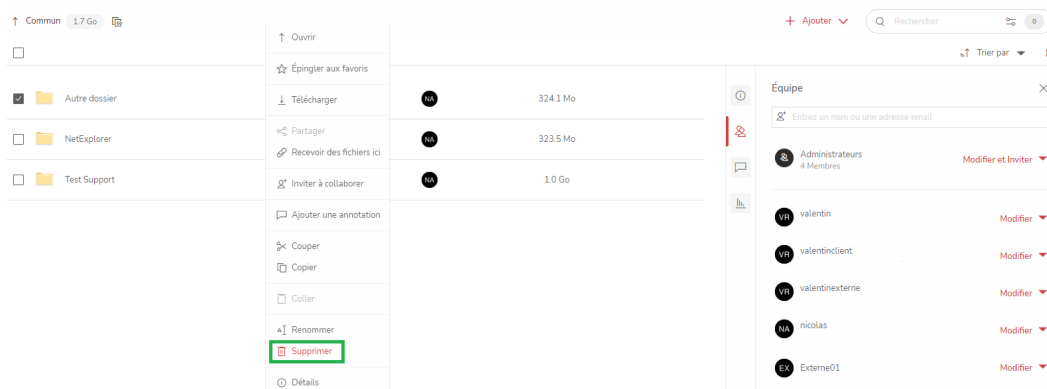 Commun 1.7 Go
Ajouter
Rechercher
0
Trier par
Ouvrir
Épingler aux favoris
Télécharger
Partager
Recevoir des fichiers ici
Inviter à collaborer
Ajouter une annotation
Couper
Copier
Coller
Renommer
Supprimer
Détails
Autre dossier NA 324.1 Mo
NetExplorer NA 323.5 Mo
Test Support NA 1.0 Go
Équipe
Entrez un nom ou une adresse email
Administrateurs
4 Membres
Modifier et Inviter
VR valentin Modifier
VR valentinclient Modifier
VR valentinexterne Modifier
NA nicolas Modifier
EX Externe01 Modifier